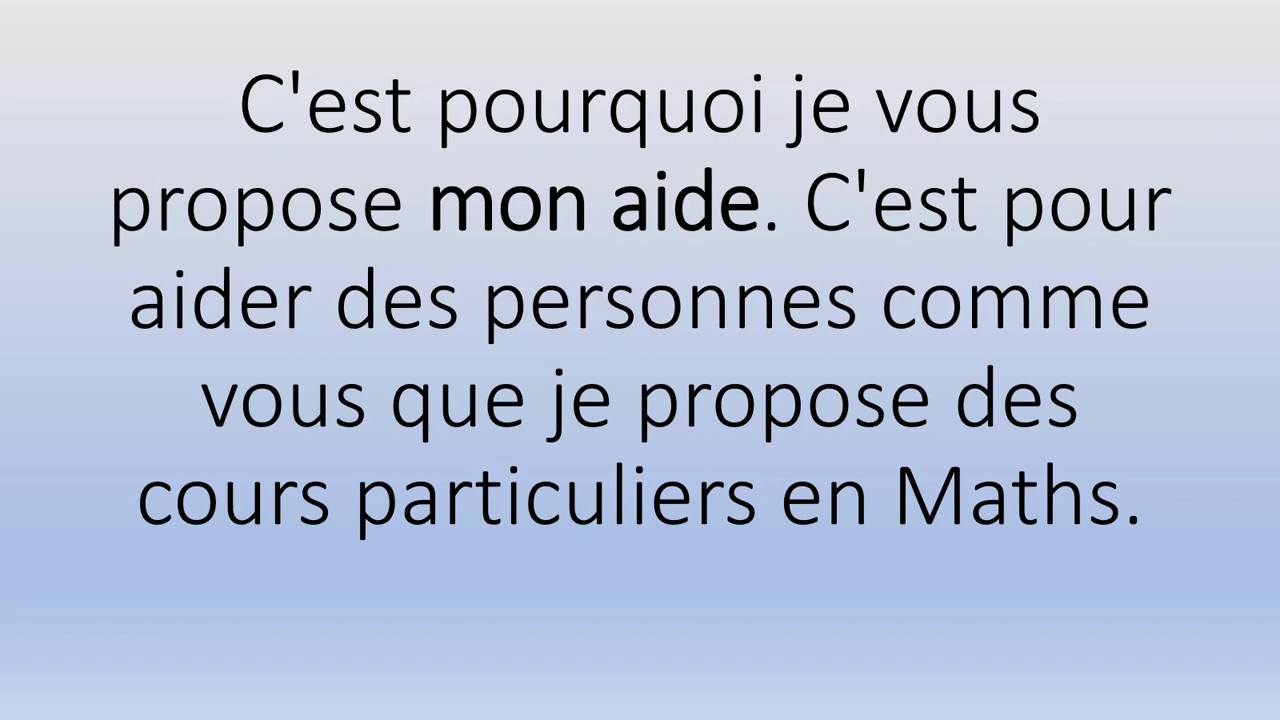 C'est pourquoi je vous
propose mon aide. C'est pour
aider des personnes comme
vous que je propose des
cours particuliers en Maths.